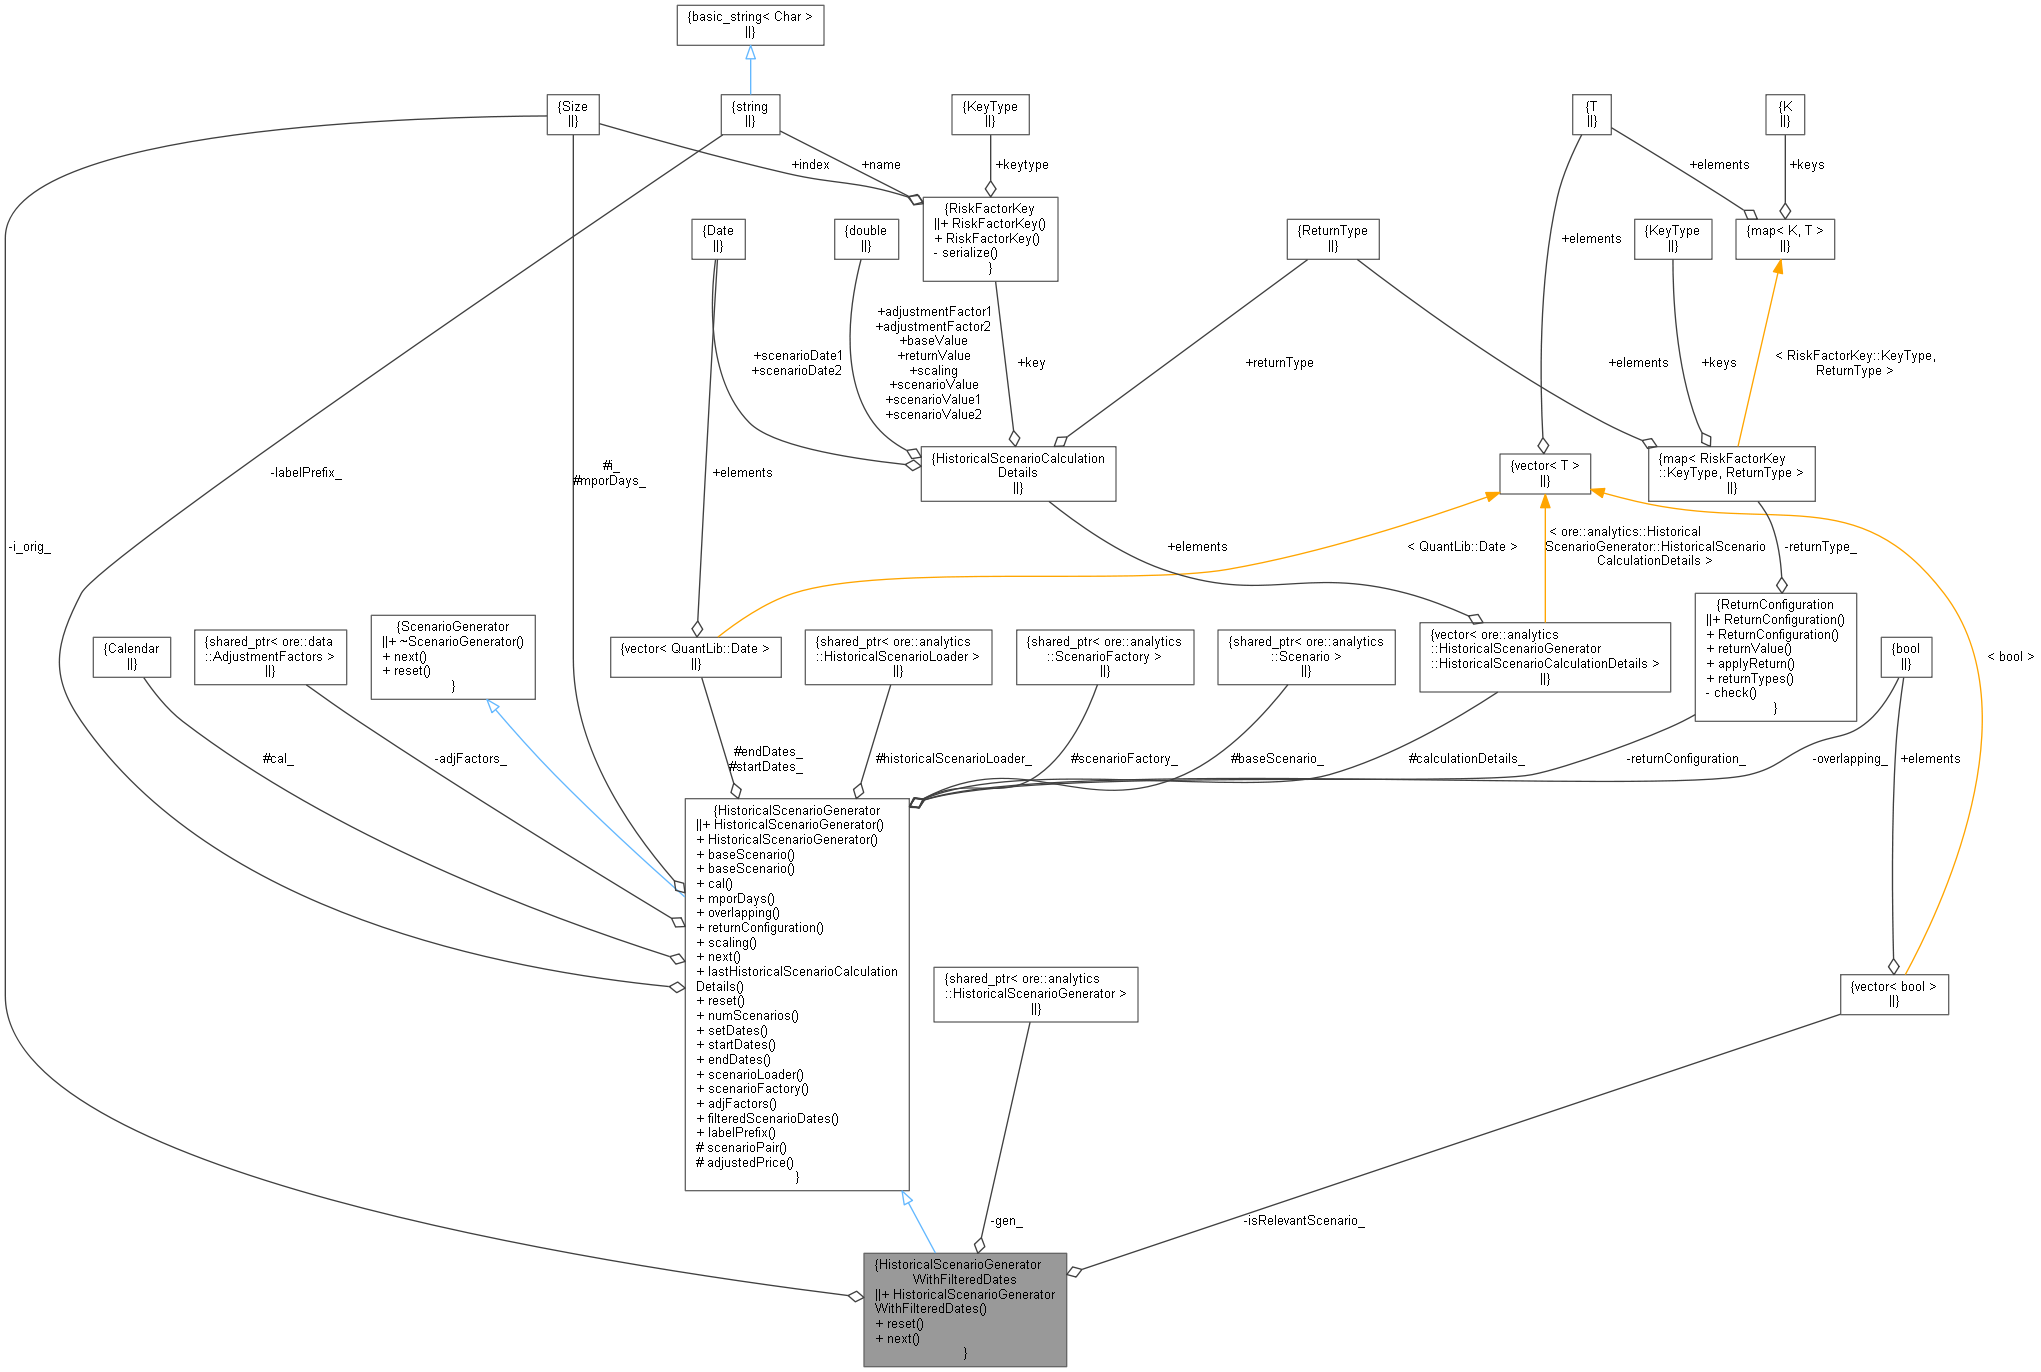 {basic_string< Char >
||}
{Size
||}
{string
||}
{KeyType
||}
{T
||}
{K
||}
+index
+name
+keytype
+elements
+keys
{RiskFactorKey
||+ RiskFactorKey()
+ RiskFactorKey()
- serialize()
}
{Date
||}
{double
||}
{ReturnType
||}
+elements
{KeyType
||}
{map< K, T >
||}
+adjustmentFactor1
+adjustmentFactor2
+baseValue
+returnValue
+scaling
+scenarioValue
+scenarioValue1
+scenarioValue2
+scenarioDate1
+scenarioDate2
+key
+returnType
+elements
+keys
< RiskFactorKey::KeyType,
ReturnType >
-labelPrefix_
#i_
#mporDays_
+elements
{HistoricalScenarioCalculation
Details
||}
{vector< T >
||}
{map< RiskFactorKey
::KeyType, ReturnType >
||}
-i_orig_
+elements
< QuantLib::Date >
< ore::analytics::Historical
ScenarioGenerator::HistoricalScenario
CalculationDetails >
-returnType_
{Calendar
||}
{shared_ptr< ore::data
::AdjustmentFactors >
||}
{ScenarioGenerator
||+ ~ScenarioGenerator()
+ next()
+ reset()
}
{vector< QuantLib::Date >
||}
{shared_ptr< ore::analytics
::HistoricalScenarioLoader >
||}
{shared_ptr< ore::analytics
::ScenarioFactory >
||}
{shared_ptr< ore::analytics
::Scenario >
||}
{vector< ore::analytics
::HistoricalScenarioGenerator
::HistoricalScenarioCalculationDetails >
||}
{ReturnConfiguration
||+ ReturnConfiguration()
+ ReturnConfiguration()
+ returnValue()
+ applyReturn()
+ returnTypes()
- check()
}
{bool
||}
< bool >
#cal_
-adjFactors_
#endDates_
#startDates_
#historicalScenarioLoader_
#scenarioFactory_
#baseScenario_
#calculationDetails_
-returnConfiguration_
-overlapping_
+elements
{HistoricalScenarioGenerator
||+ HistoricalScenarioGenerator()
+ HistoricalScenarioGenerator()
+ baseScenario()
+ baseScenario()
+ cal()
+ mporDays()
+ overlapping()
+ returnConfiguration()
+ scaling()
+ next()
+ lastHistoricalScenarioCalculation
Details()
+ reset()
+ numScenarios()
+ setDates()
+ startDates()
+ endDates()
+ scenarioLoader()
+ scenarioFactory()
+ adjFactors()
+ filteredScenarioDates()
+ labelPrefix()
# scenarioPair()
# adjustedPrice()
}
{shared_ptr< ore::analytics
::HistoricalScenarioGenerator >
||}
{vector< bool >
||}
-gen_
-isRelevantScenario_
{HistoricalScenarioGenerator
WithFilteredDates
||+ HistoricalScenarioGenerator
WithFilteredDates()
+ reset()
+ next()
}